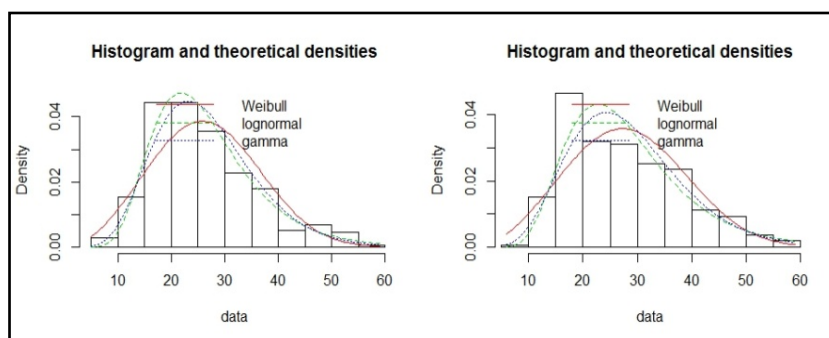 Histogram and theoretical densities
Density
0.00
0.02
0.04
Weibull
lognormal
gamma
10 20 30 40 50 60
data
Histogram and theoretical densities
Density
0.00
0.02
0.04
Weibull
lognormal
gamma
10 20 30 40 50 60
data